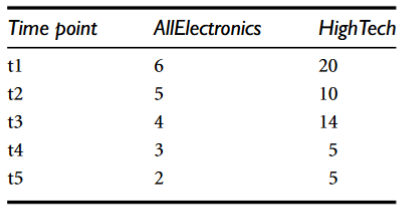 Time point AllElectronics HighTech
t1 6 20
t2 5 10
t3 4 14
t4 3 5
t5 2 5